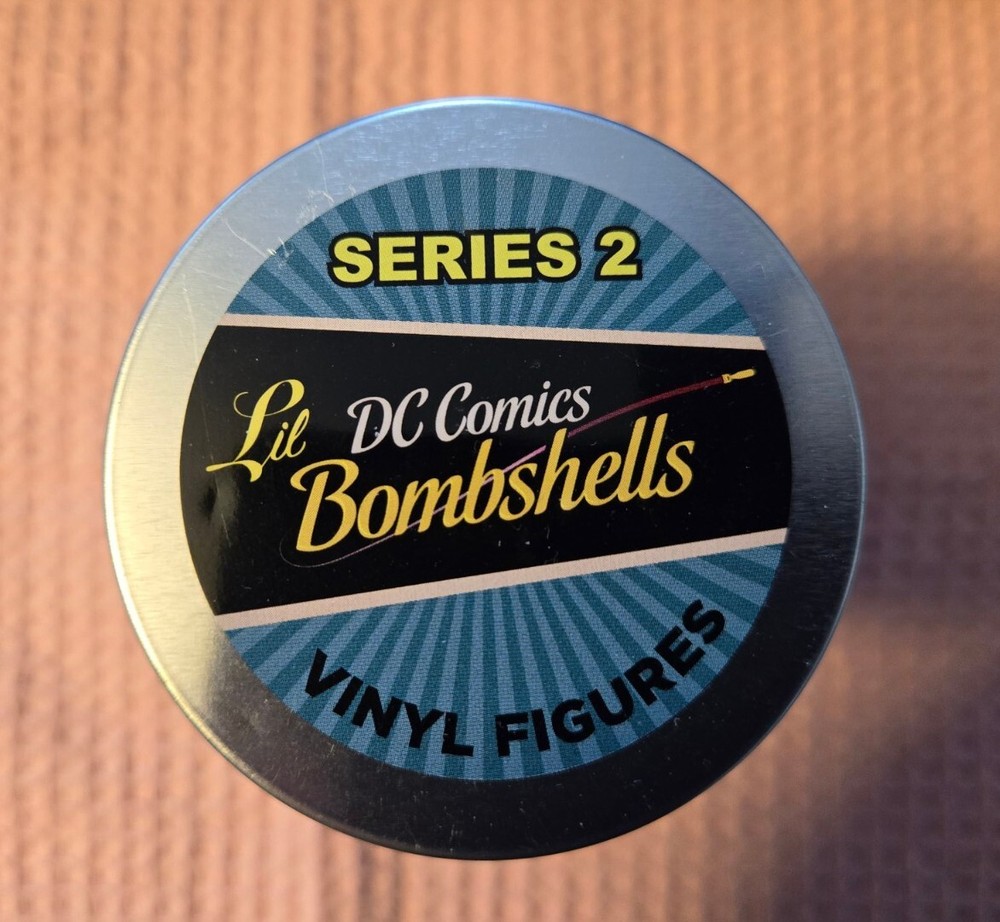 SERIES 2
Lil DC Comics
Bombshells
VINYL FIGURES